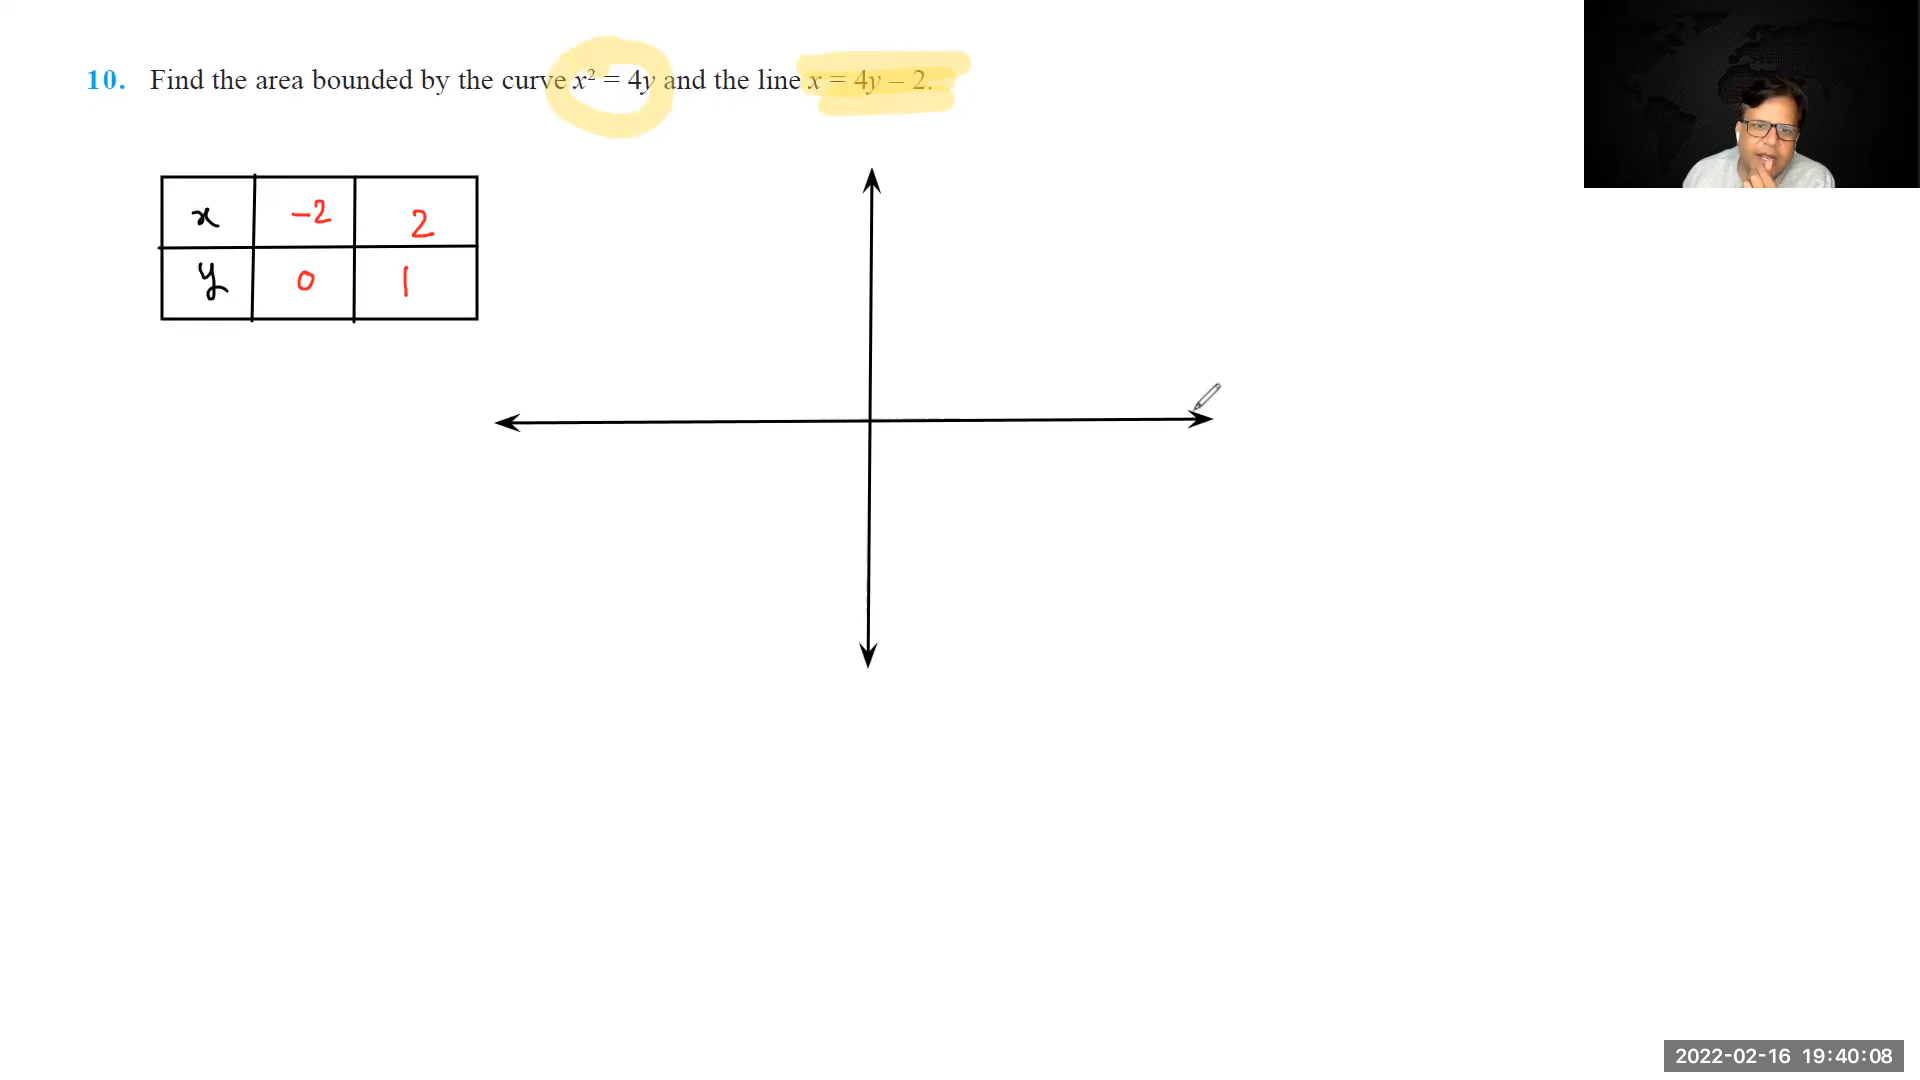 10. Find the area bounded by the curve x² = 4y and the line x = 4y – 2.
x -2 2
y 0 1
2022-02-16 19:40:08